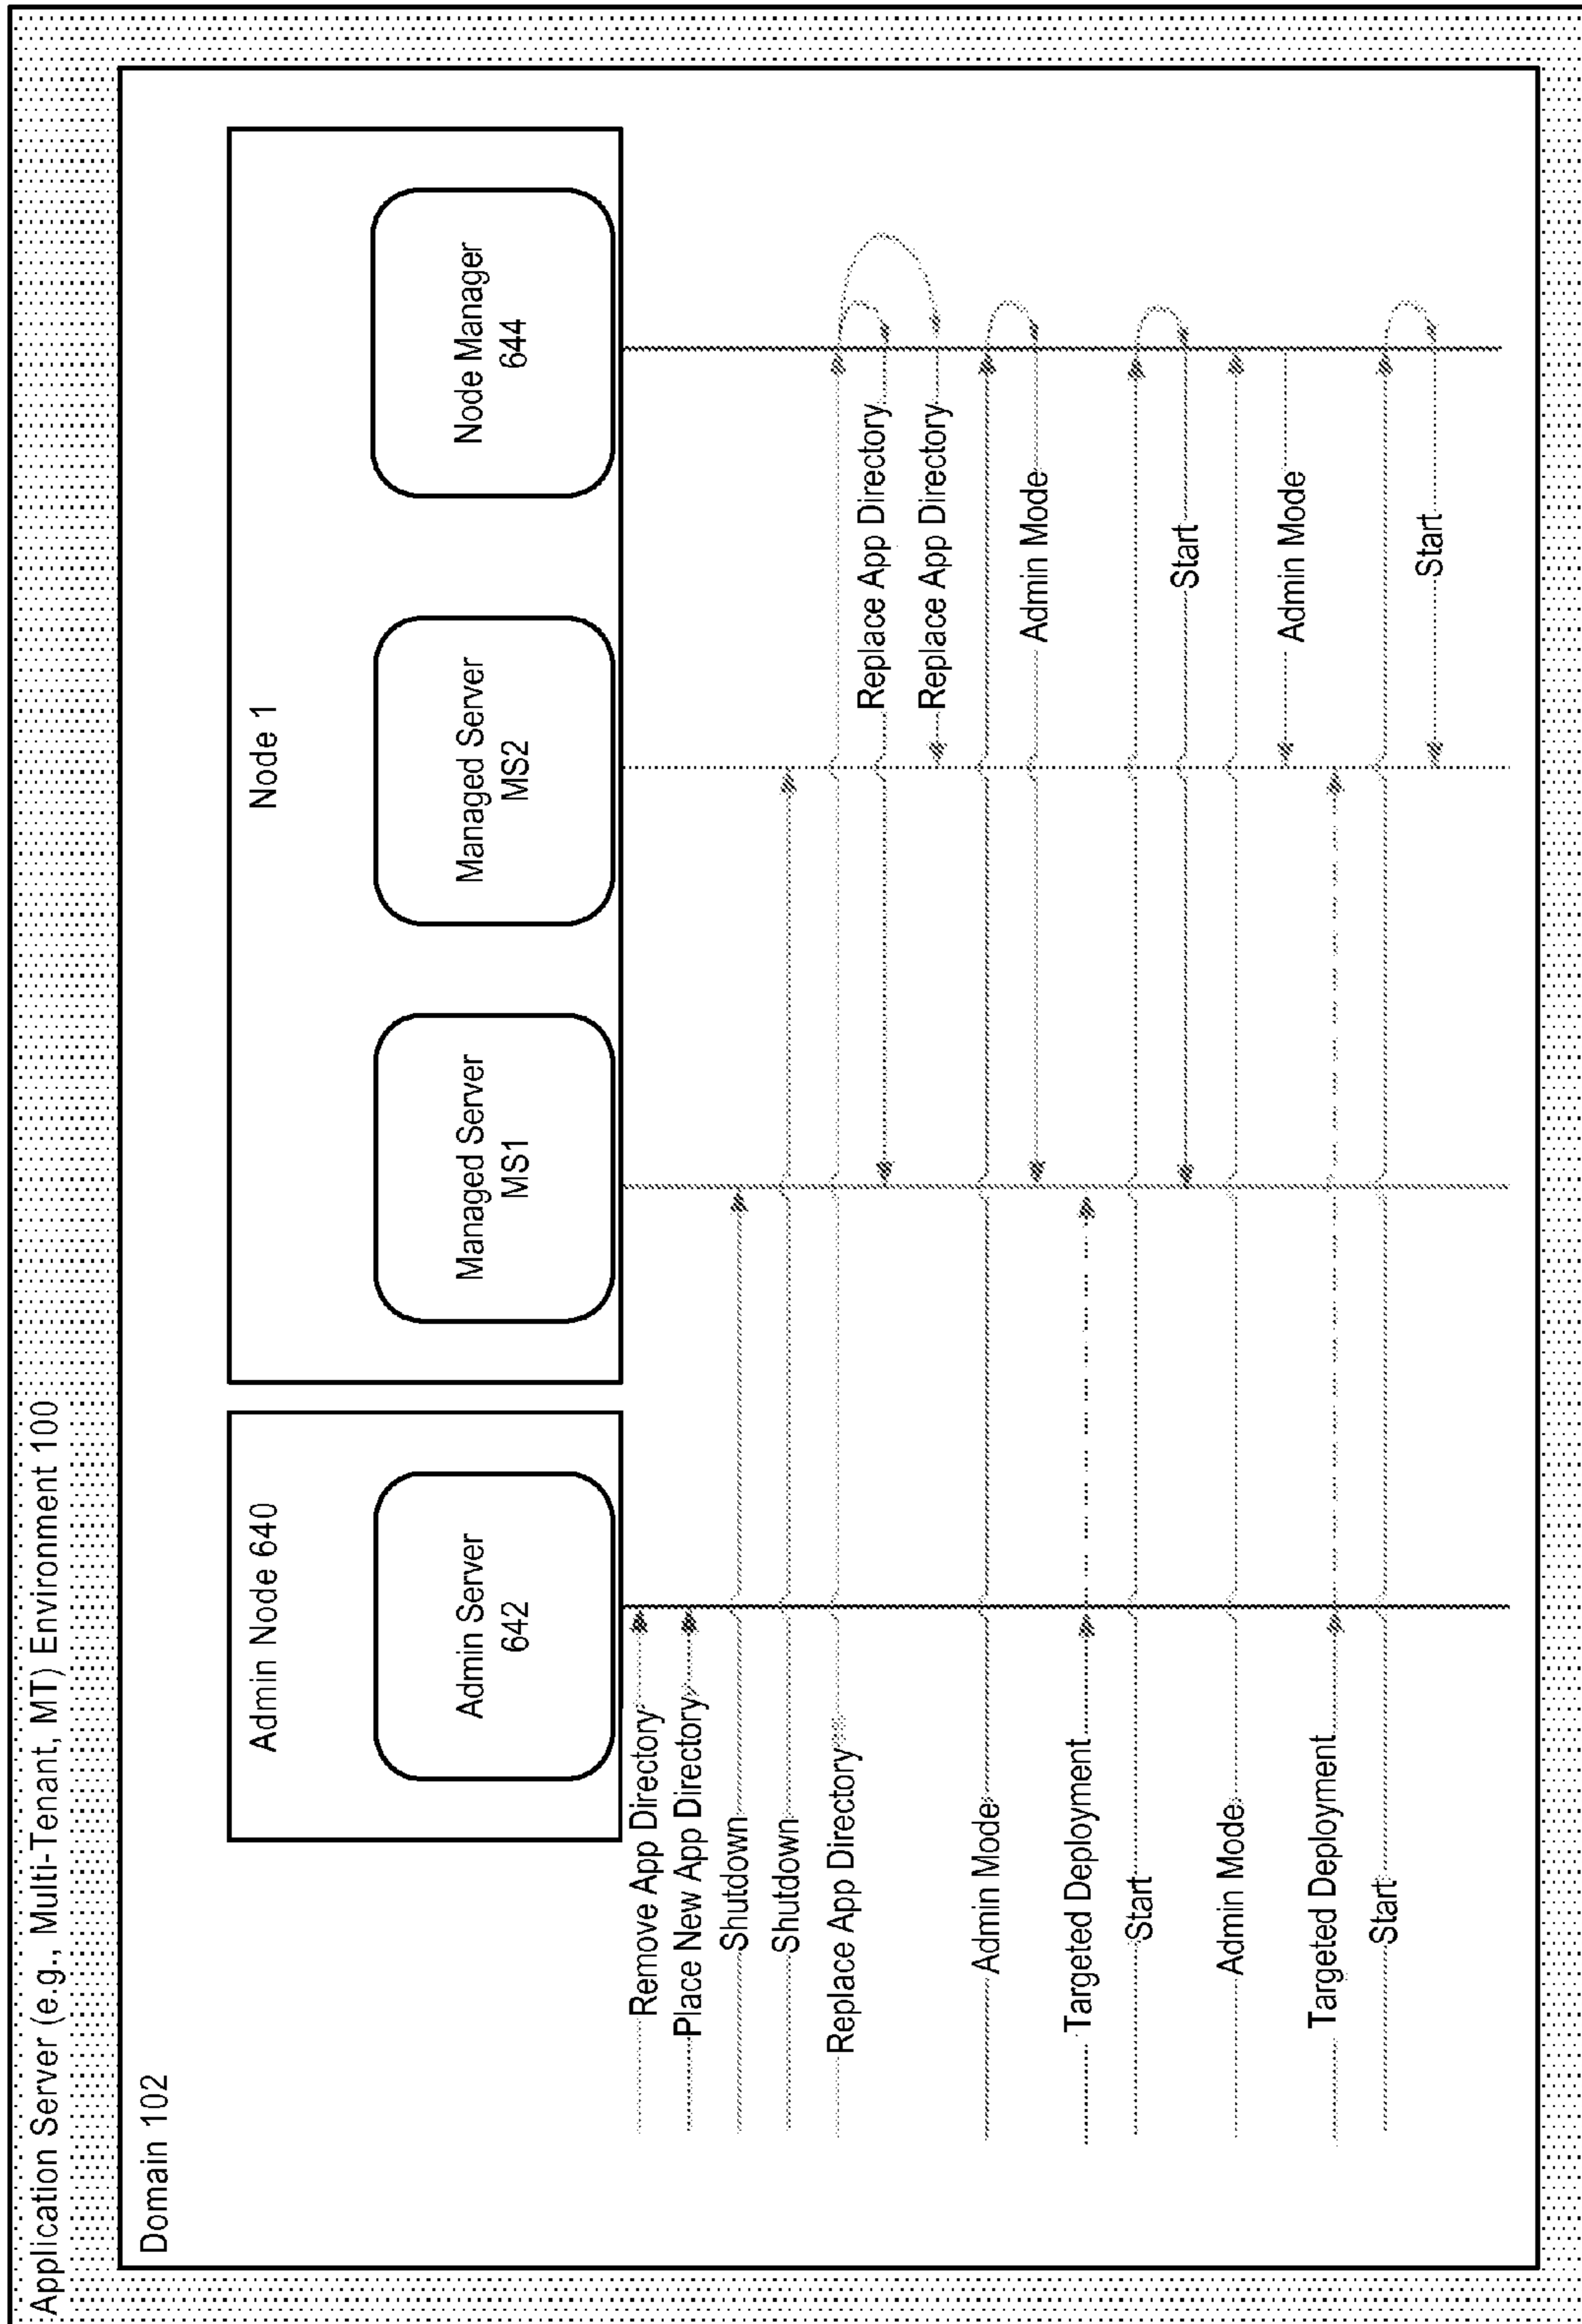 Application Server (e.g., Multi-Tenant, MT) Environment 100
Domain 102
Admin Node 640
Admin Server
642
Node 1
Managed Server
MS1
Managed Server
MS2
Node Manager
644
Remove App Directory
Place New App Directory
Shutdown
Shutdown
Replace App Directory
Replace App Directory
Replace App Directory
Admin Mode
Admin Mode
Targeted Deployment
Start
Start
Admin Mode
Admin Mode
Targeted Deployment
Start
Start